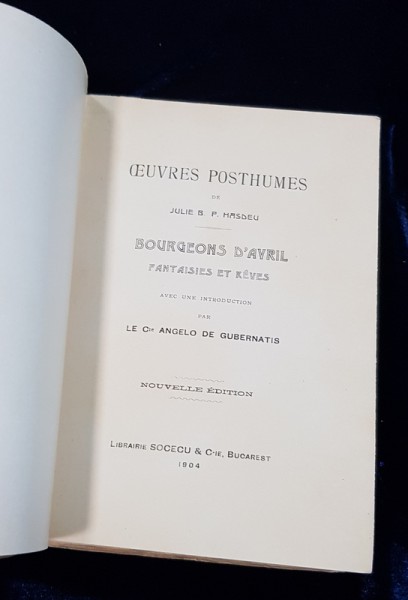 ŒUVRES POSTHUMES
DE
JULIE B. P. HASDEU
BOURGEONS D'AVRIL
FANTAISIES ET RÊVES
AVEC UNE INTRODUCTION
PAR
LE Cte ANGELO DE GUBERNATIS
NOUVELLE ÉDITION
LIBRAIRIE SOCECU & C-IE, BUCAREST
1904